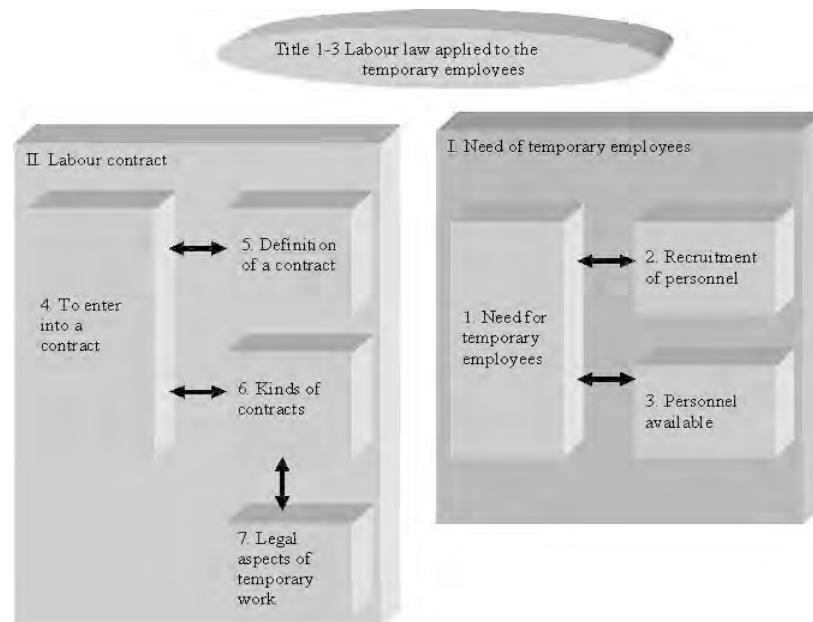 Title 1-3 Labour law applied to the
temporary employees
II. Labour contract
4. To enter
into a
contract
5. Definition
of a contract
6. Kinds of
contracts
7. Legal
aspects of
temporary
work
I. Need of temporary employees
1. Need for
temporary
employees
2. Recruitment
of personnel
3. Personnel
available